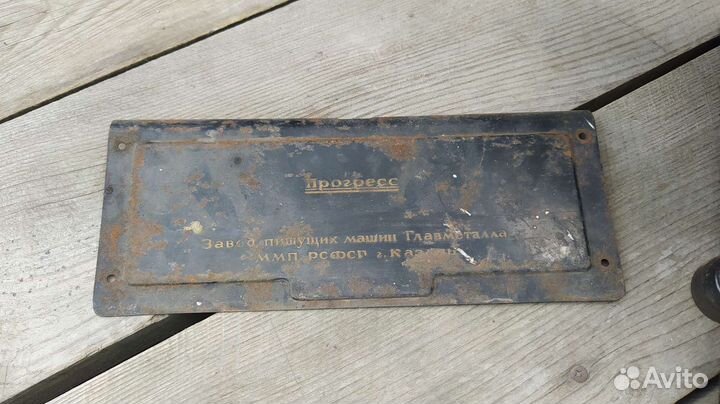 прогресс
Завод пишущих машин Главметалла
ММП РСФСР г. Казань
Avito